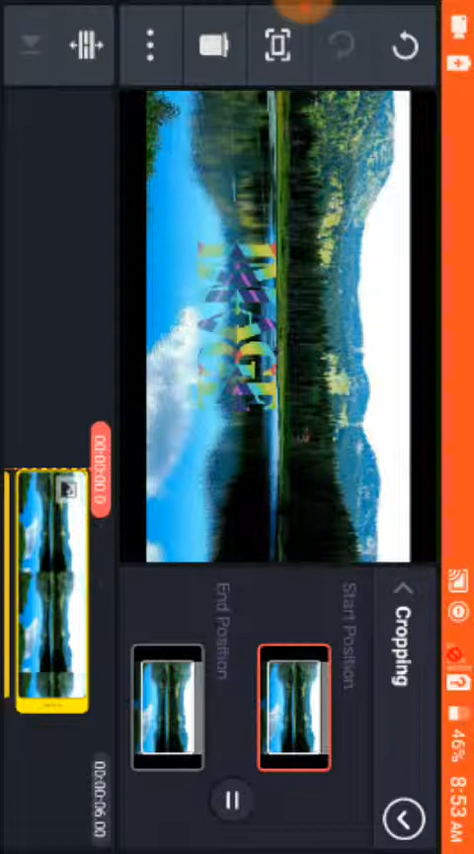 46% 8:53 AM
Cropping
Start Position
End Position
IMAGE
00:00:00.0
00:00:06.00